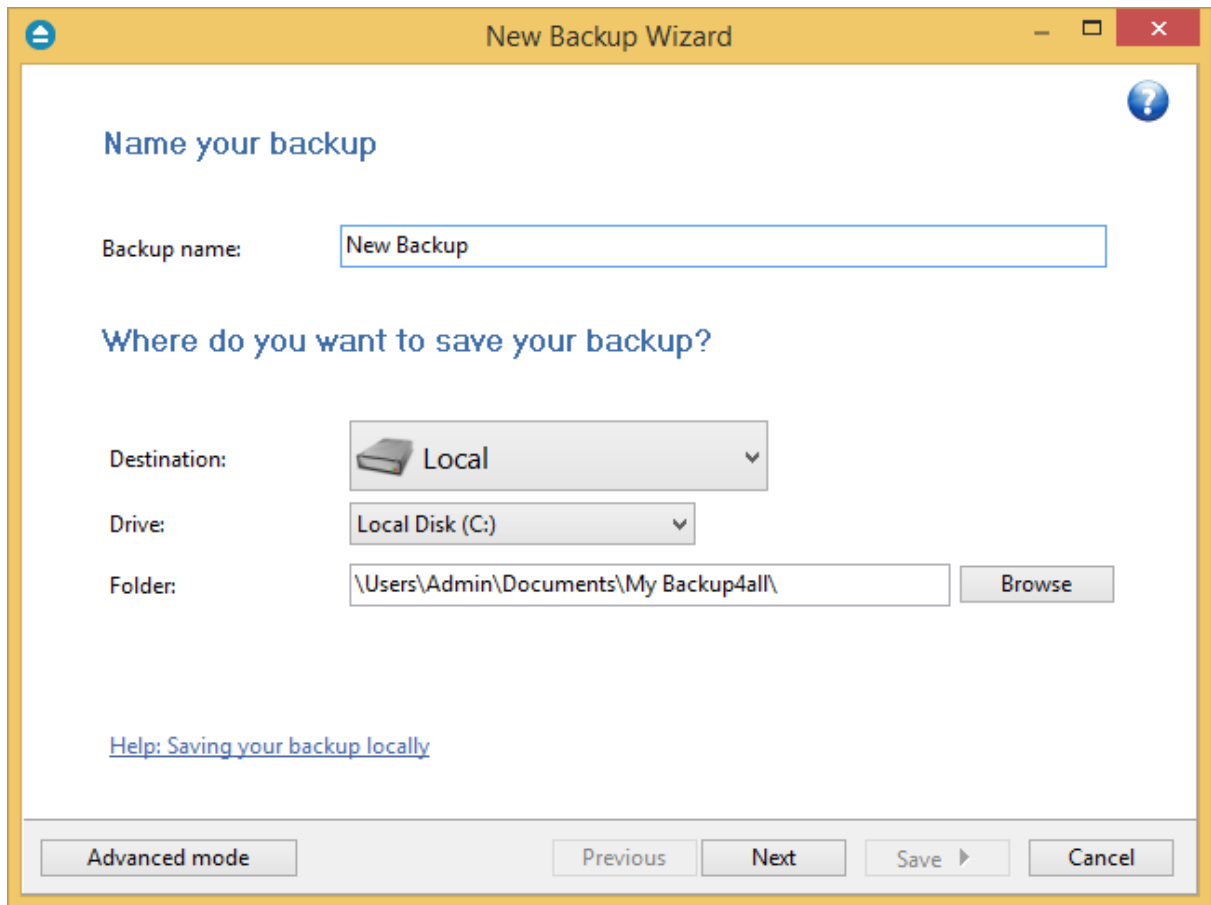 New Backup Wizard
?
Name your backup
Backup name: New Backup
Where do you want to save your backup?
Destination: Local
Drive: Local Disk (C:)
Folder: \Users\Admin\Documents\My Backup4all\ Browse
Help: Saving your backup locally
Advanced mode Previous Next Save Cancel